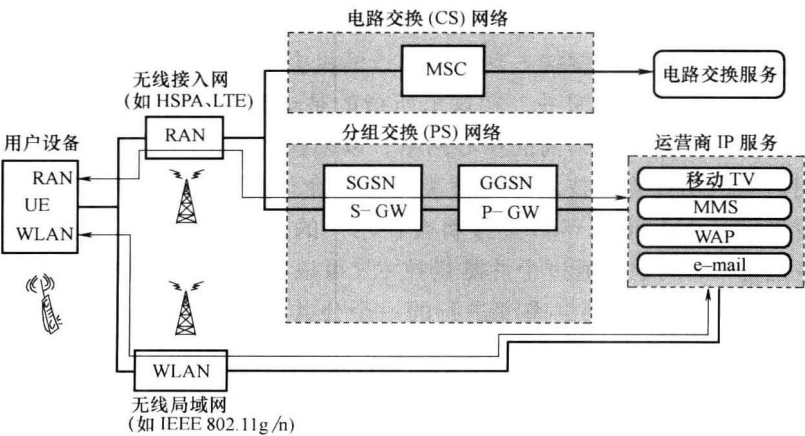 电路交换 (CS) 网络
MSC
电路交换服务
无线接入网
(如 HSPA、LTE)
RAN
用户设备
RAN
UE
WLAN
分组交换 (PS) 网络
SGSN
S-GW
GGSN
P-GW
运营商 IP 服务
移动 TV
MMS
WAP
e-mail
WLAN
无线局域网
(如 IEEE 802.11g/n)